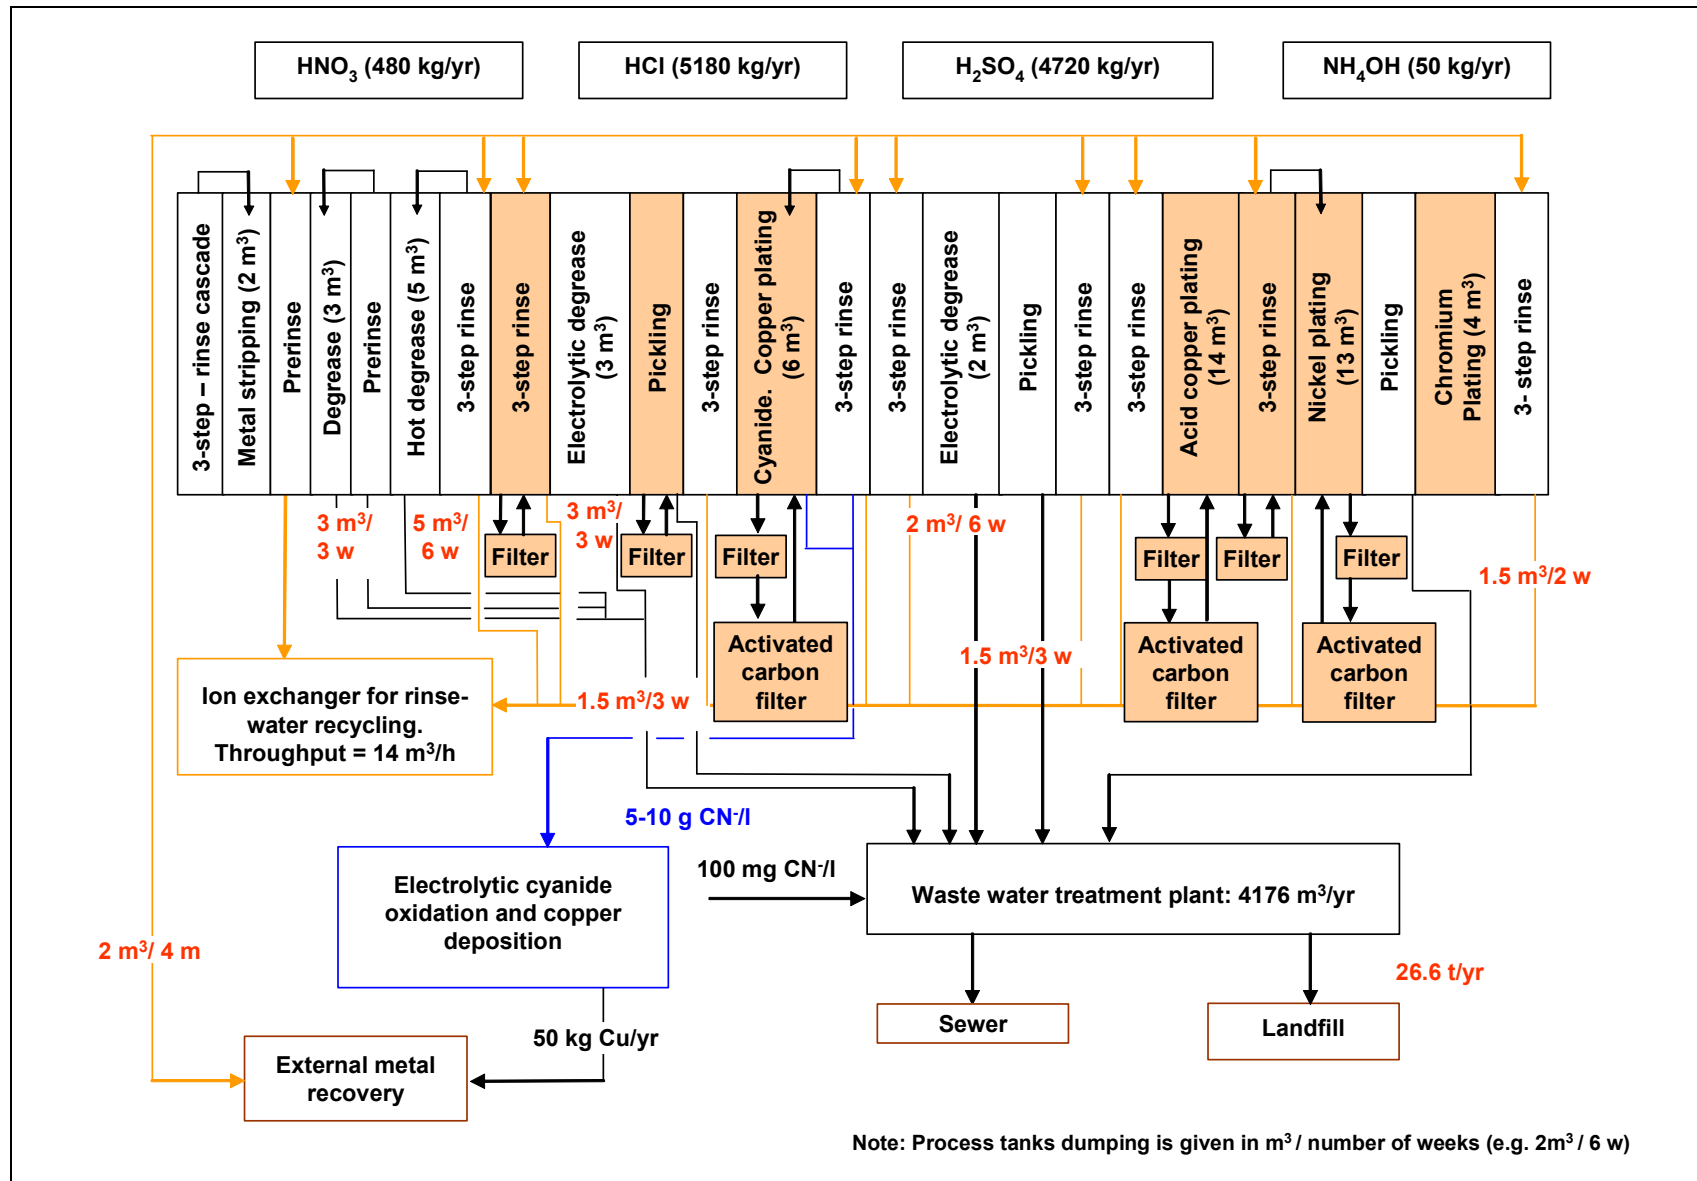 HNO3 (480 kg/yr)
HCl (5180 kg/yr)
H2SO4 (4720 kg/yr)
NH4OH (50 kg/yr)
3-step – rinse cascade
Metal stripping (2 m3)
Prerinse
Degrease (3 m3)
Prerinse
Hot degrease (5 m3)
3-step rinse
3-step rinse
Electrolytic degrease
(3 m3)
Pickling
3-step rinse
Cyanide. Copper plating
(6 m3)
3-step rinse
3-step rinse
Electrolytic degrease
(2 m3)
Pickling
3-step rinse
3-step rinse
Acid copper plating
(14 m3)
3-step rinse
Nickel plating
(13 m3)
Pickling
Chromium
Plating (4 m3)
3- step rinse
3 m3/
3 w
5 m3/
6 w
3 m3/
3 w
2 m3/ 6 w
1.5 m3/2 w
Filter
Filter
Filter
Filter
Filter
Filter
Activated
carbon
filter
Activated
carbon
filter
Activated
carbon
filter
1.5 m3/3 w
1.5 m3/3 w
Ion exchanger for rinse-
water recycling.
Throughput = 14 m3/h
5-10 g CN-/l
Electrolytic cyanide
oxidation and copper
deposition
100 mg CN-/l
Waste water treatment plant: 4176 m3/yr
2 m3/ 4 m
26.6 t/yr
Sewer
Landfill
50 kg Cu/yr
External metal
recovery
Note: Process tanks dumping is given in m3 / number of weeks (e.g. 2m3 / 6 w)